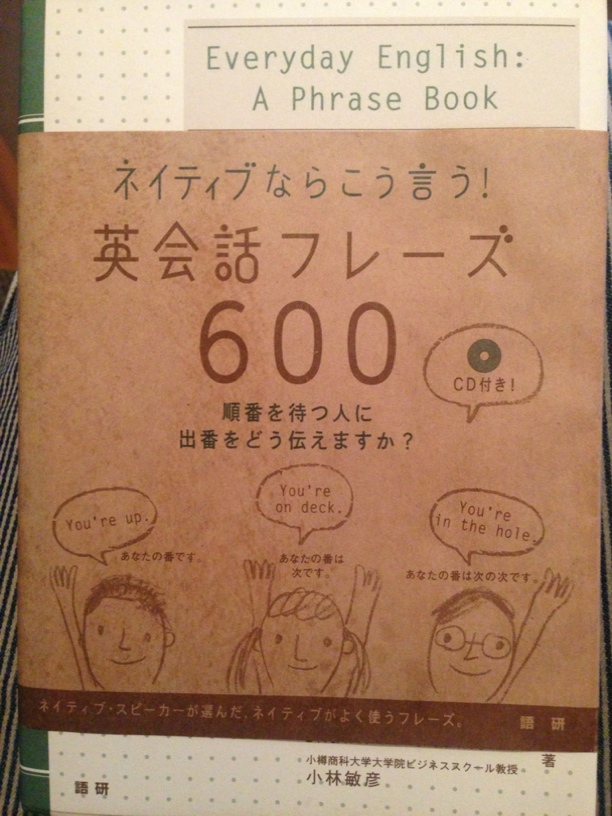 Everyday English:
A Phrase Book
ネイティブならこう言う!
英会話フレーズ
600
CD付き!
順番を待つ人に
出番をどう伝えますか?
You're up.
あなたの番です。
You're
on deck.
あなたの番は
次です。
You're
in the hole.
あなたの番は次の次です。
ネイティブ・スピーカーが選んだ、ネイティブがよく使うフレーズ。
語研
小樽商科大学大学院ビジネススクール教授
小林敏彦
著
語研